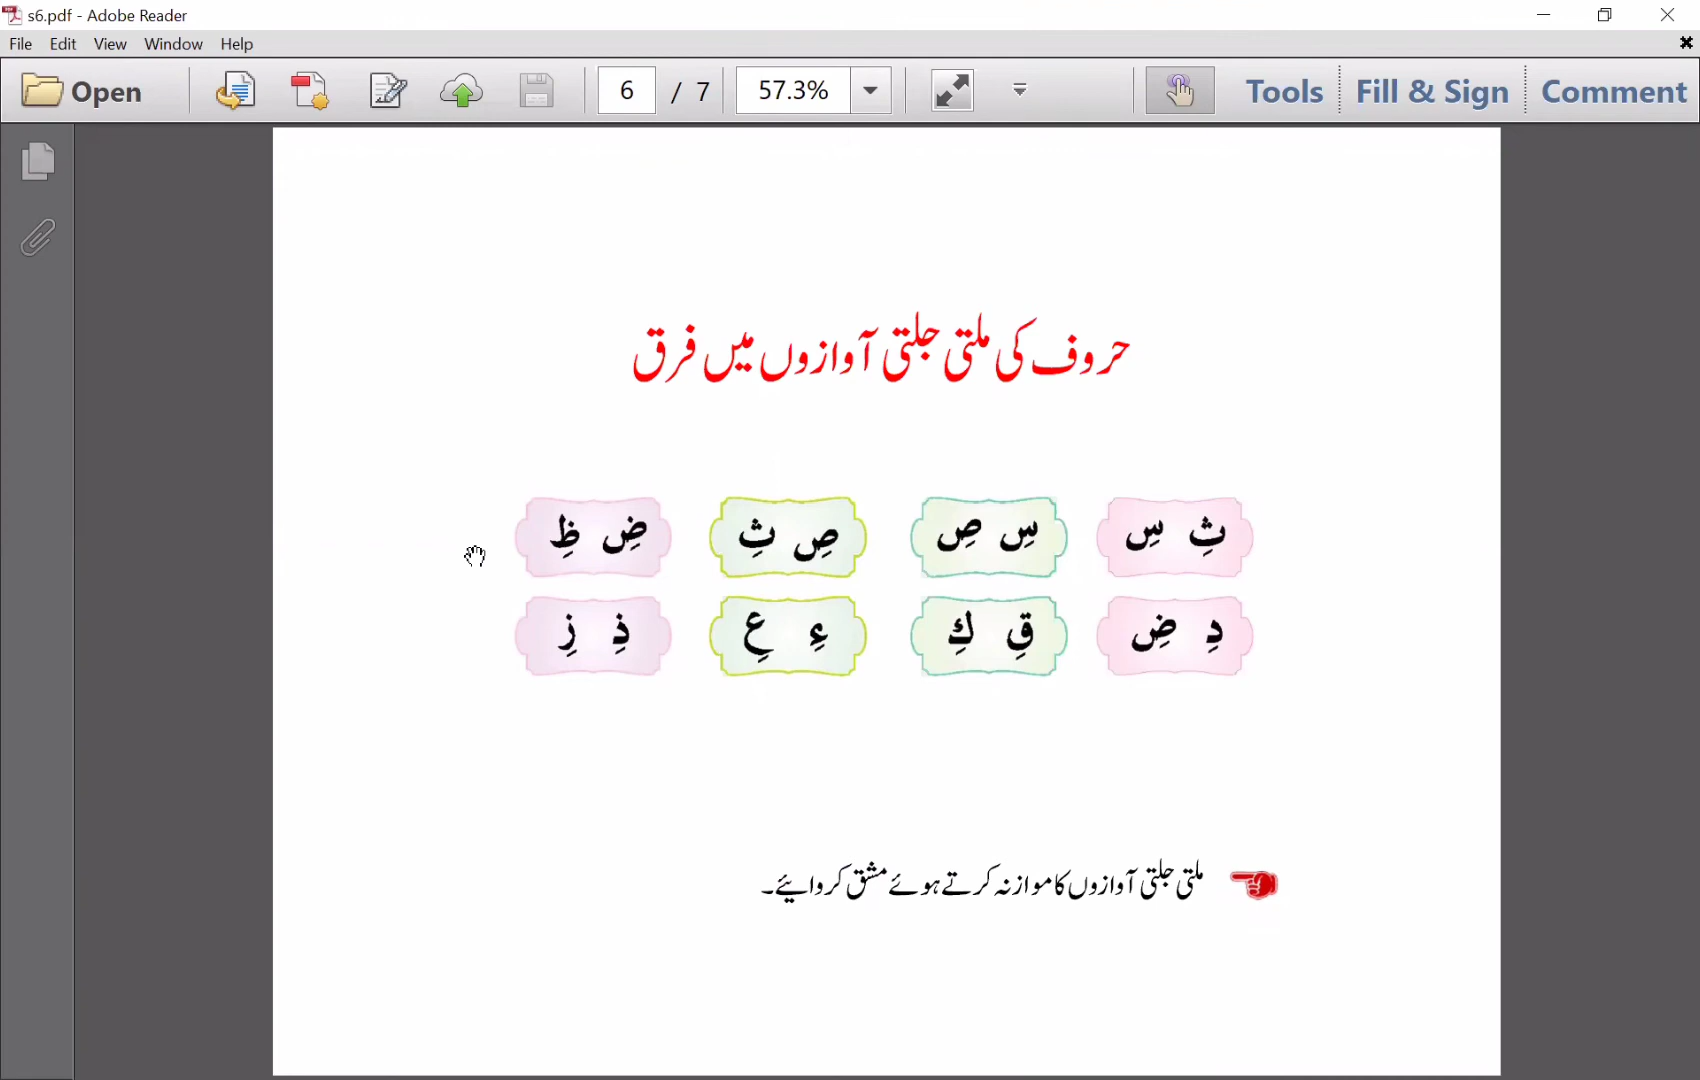 s6.pdf - Adobe Reader
File Edit View Window Help
Open 6 / 7 57.3% Tools Fill & Sign Comment
حروف کی ملتی جلتی آوازوں میں فرق
ثِ سِ سِ صِ صِ ثِ ضِ ظِ
دِ ضِ قِ كِ ءِ عِ ذِ زِ
ملتی جلتی آوازوں کا موازنہ کرتے ہوئے مشق کروایئے۔